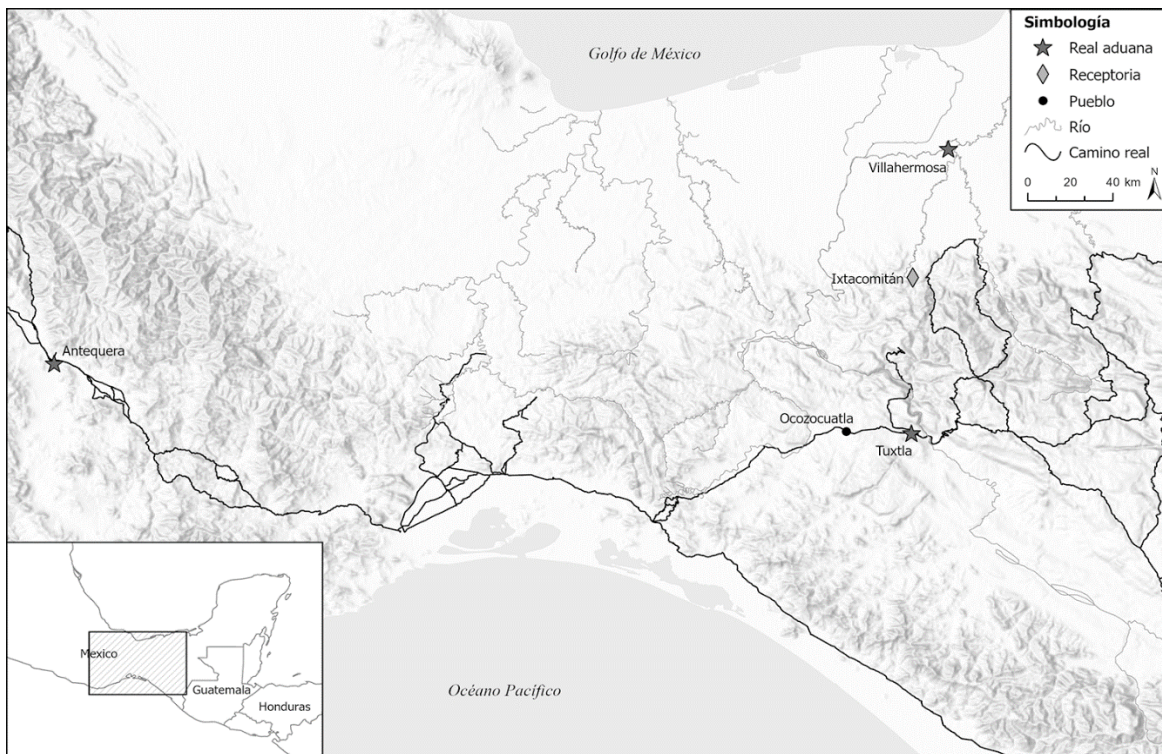 Golfo de México
Simbología
Real aduana
Receptoria
Pueblo
Río
Camino real
0 20 40 km
N
Villahermosa
Ixtacomitán
Antequera
Ocozocuatla
Tuxtla
Océano Pacífico
Mexico
Guatemala
Honduras